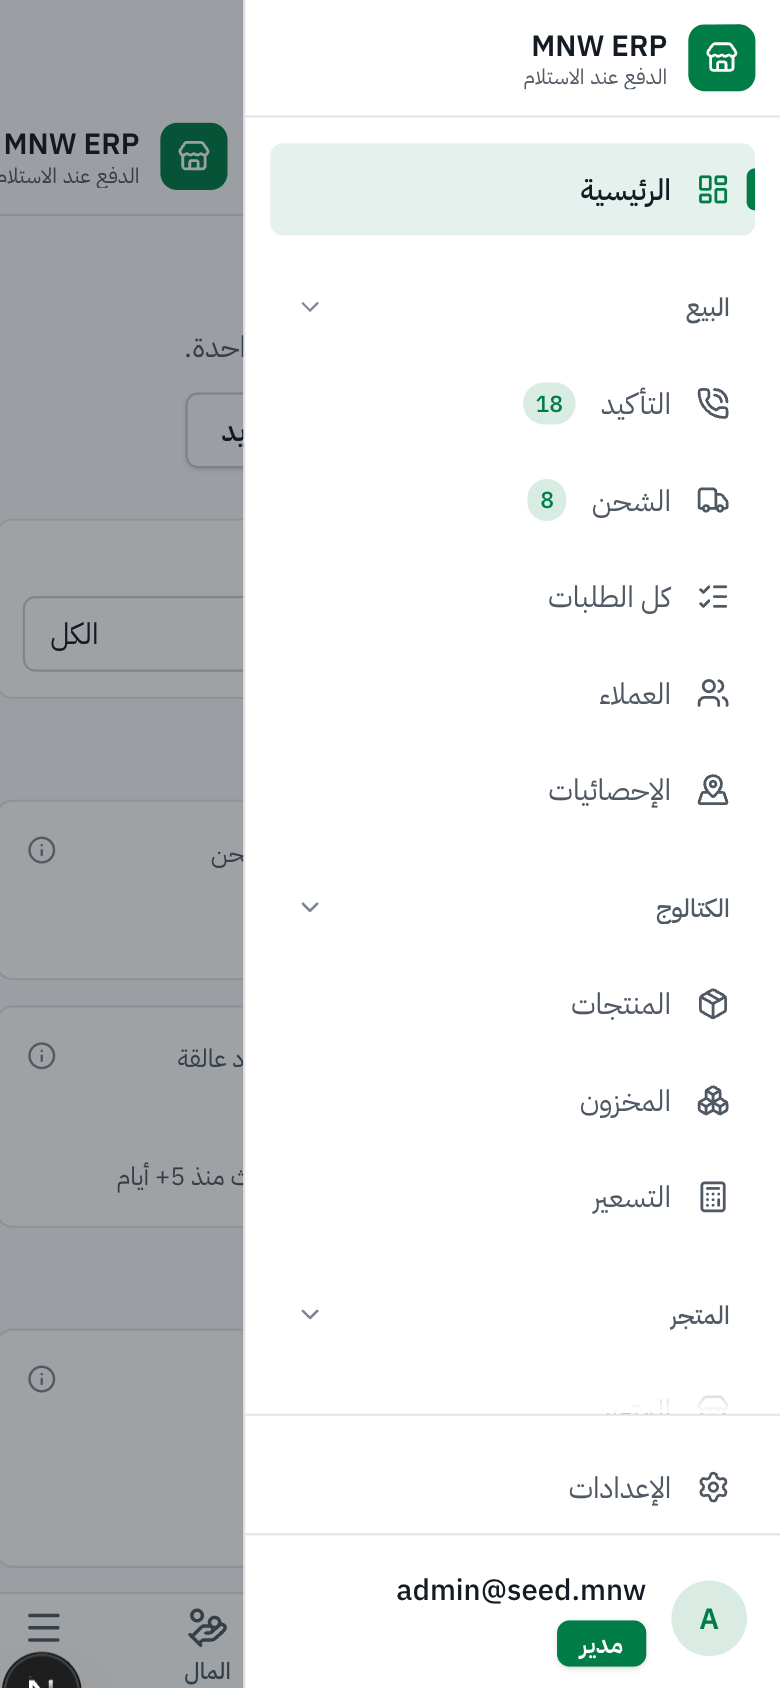 MNW ERP
الدفع عند الاستلام
الرئيسية
البيع
التأكيد 18
الشحن 8
كل الطلبات
العملاء
الإحصائيات
الكتالوج
المنتجات
المخزون
التسعير
المتجر
الإعدادات
admin@seed.mnw
A
مدير
MNW ERP
الدفع عند الاستلام
الكل
عالقة
منذ 5+ أيام
المال